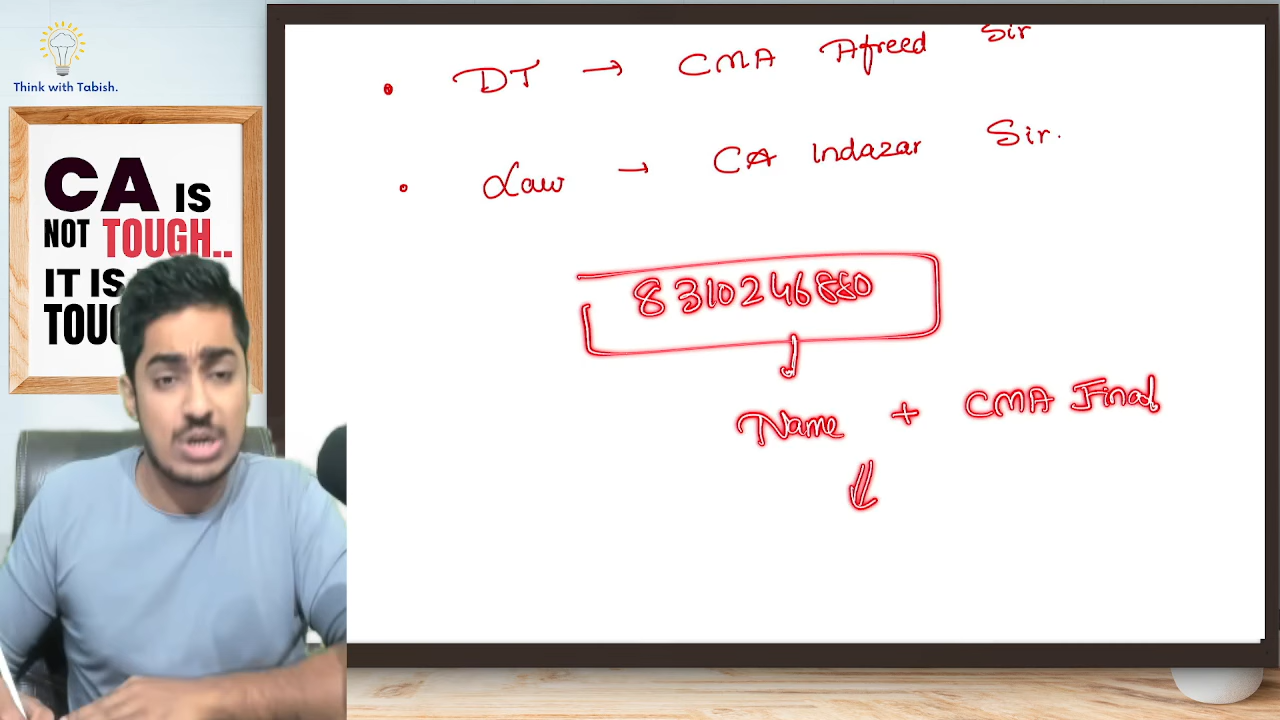 Think with Tabish.
CA IS
NOT TOUGH..
IT IS
TOU
• DT → CMA Afreed Sir
• Law → CA Indazar Sir.
8310246880
Name + CMA Final